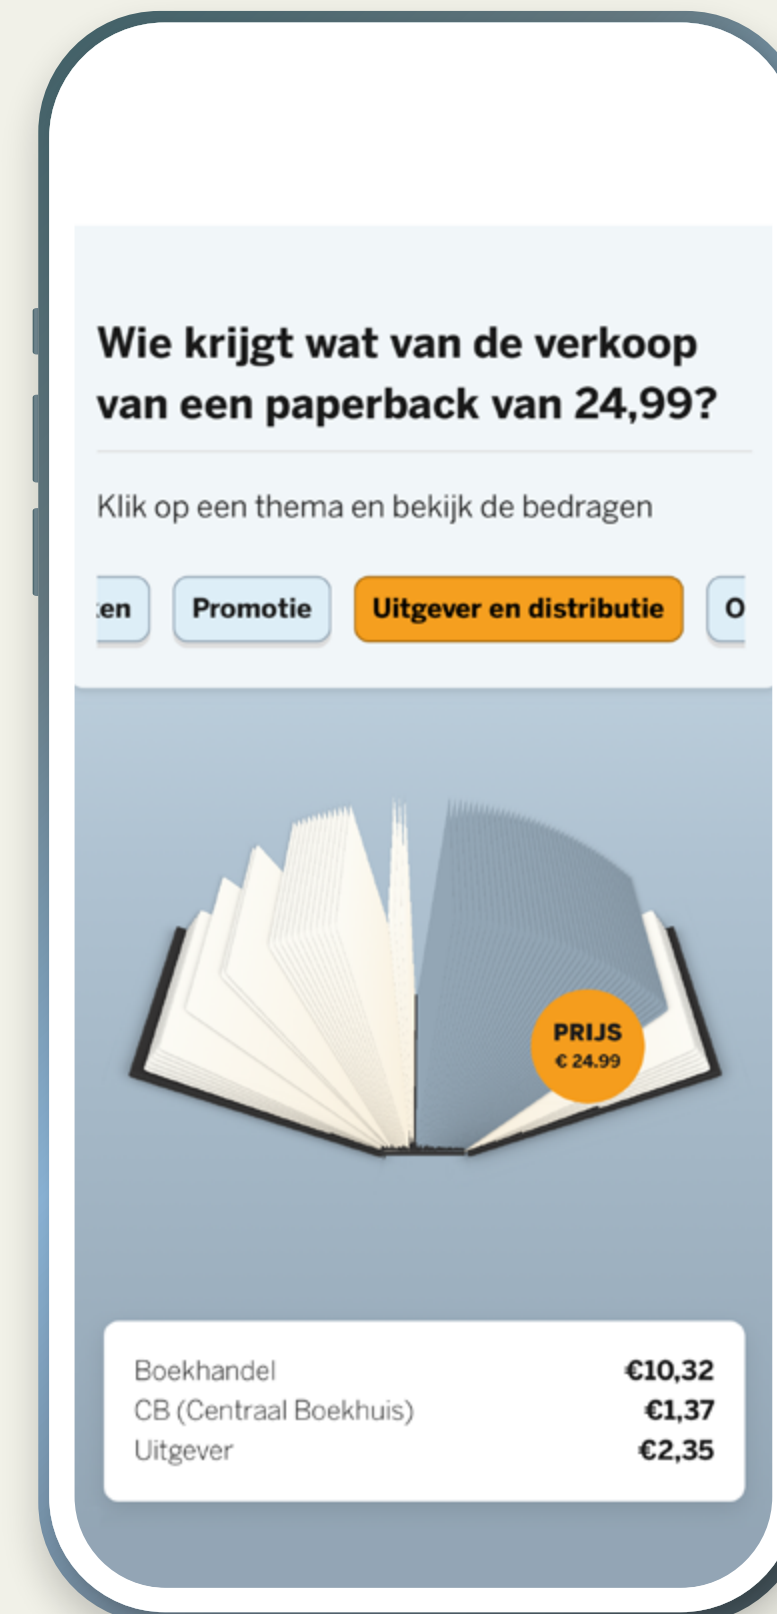 Wie krijgt wat van de verkoop
van een paperback van 24,99?
Klik op een thema en bekijk de bedragen
Promotie
Uitgever en distributie
PRIJS
€ 24.99
Boekhandel €10,32
CB (Centraal Boekhuis) €1,37
Uitgever €2,35